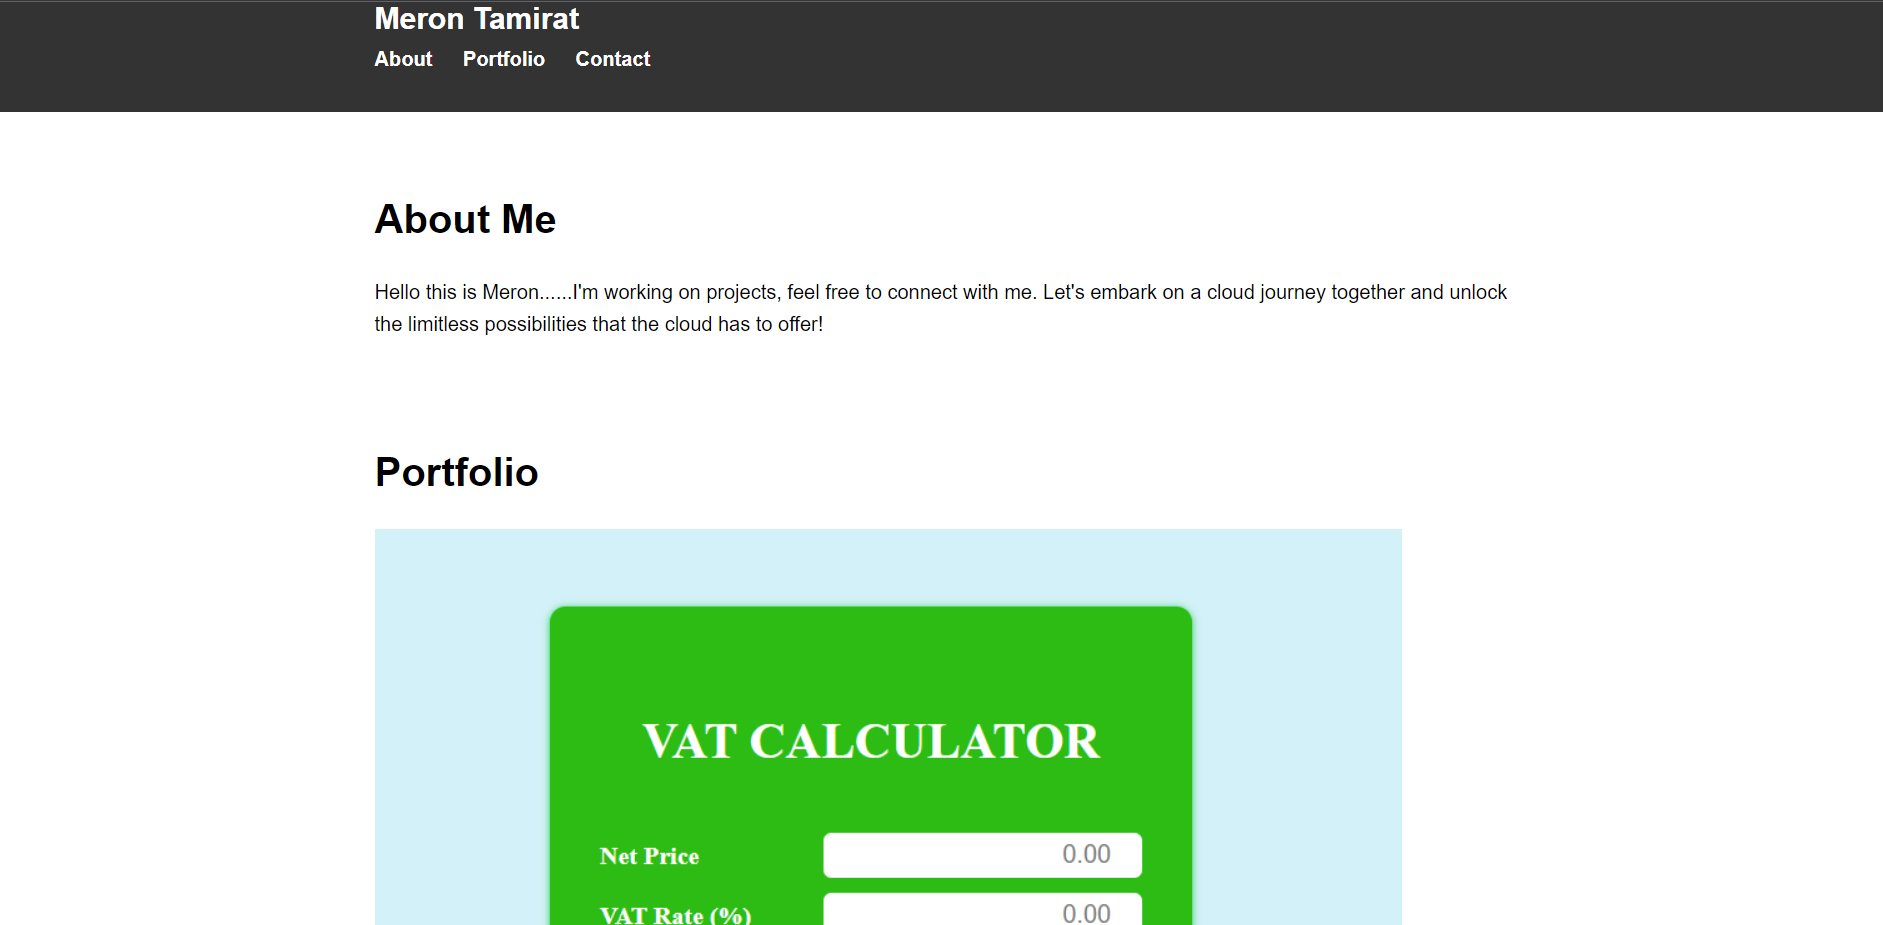 Meron Tamirat
About Portfolio Contact
About Me
Hello this is Meron......I'm working on projects, feel free to connect with me. Let's embark on a cloud journey together and unlock
the limitless possibilities that the cloud has to offer!
Portfolio
VAT CALCULATOR
Net Price 0.00
VAT Rate (%) 0.00